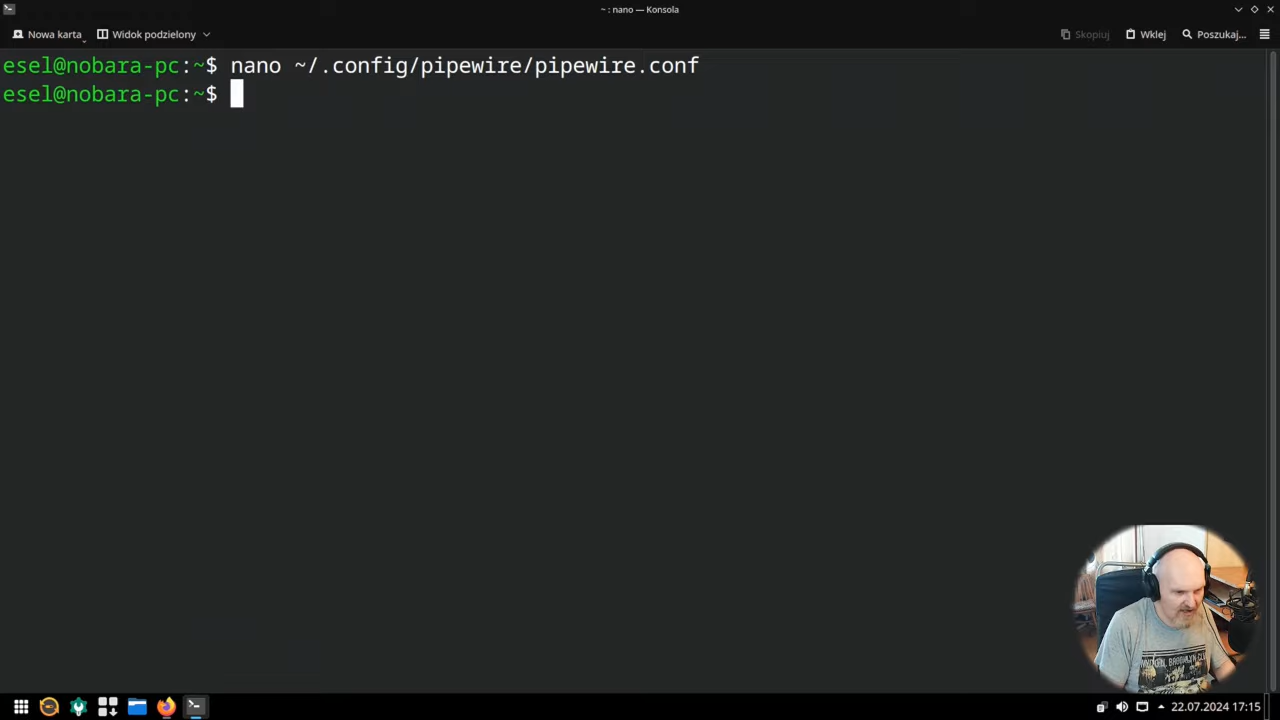 ~ : nano — Konsola
Nowa karta
Widok podzielony
Skopiuj
Wklej
Poszukaj...
esel@nobara-pc:~$ nano ~/.config/pipewire/pipewire.conf
esel@nobara-pc:~$
BROOKLYN
22.07.2024 17:15